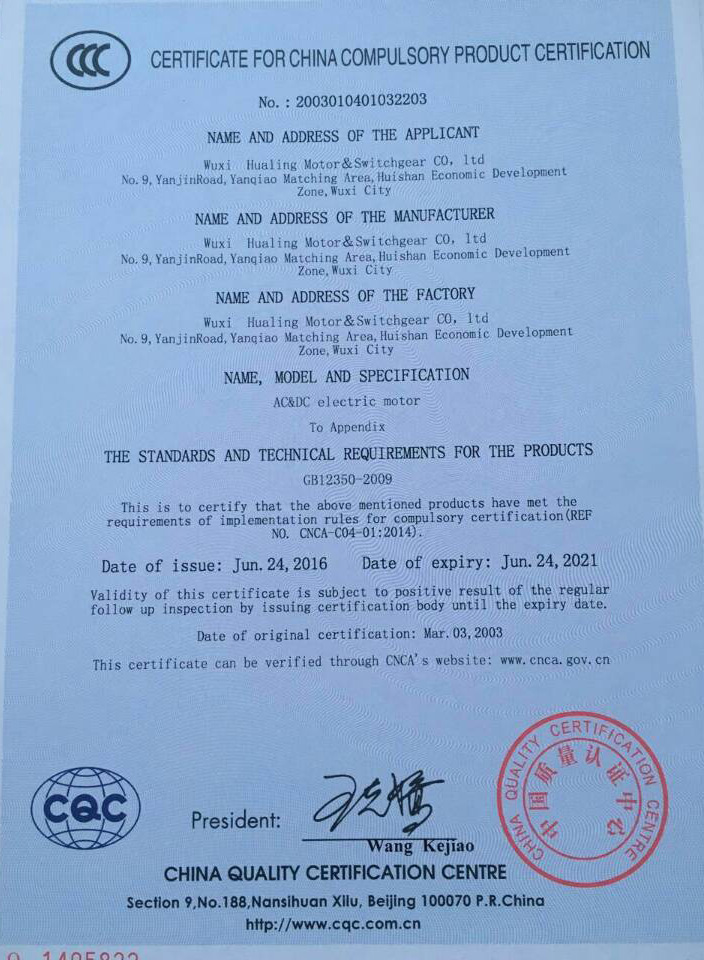 CCC CERTIFICATE FOR CHINA COMPULSORY PRODUCT CERTIFICATION
No. : 2003010401032203
NAME AND ADDRESS OF THE APPLICANT
Wuxi Hualing Motor&Switchgear CO, ltd
No. 9, YanjinRoad, Yanqiao Matching Area, Huishan Economic Development
Zone, Wuxi City
NAME AND ADDRESS OF THE MANUFACTURER
Wuxi Hualing Motor&Switchgear CO, ltd
No. 9, YanjinRoad, Yanqiao Matching Area, Huishan Economic Development
Zone, Wuxi City
NAME AND ADDRESS OF THE FACTORY
Wuxi Hualing Motor&Switchgear CO, ltd
No. 9, YanjinRoad, Yanqiao Matching Area, Huishan Economic Development
Zone, Wuxi City
NAME, MODEL AND SPECIFICATION
AC&DC electric motor
To Appendix
THE STANDARDS AND TECHNICAL REQUIREMENTS FOR THE PRODUCTS
GB12350-2009
This is to certify that the above mentioned products have met the
requirements of implementation rules for compulsory certification(REF
NO. CNCA-C04-01:2014).
Date of issue: Jun. 24, 2016 Date of expiry: Jun. 24, 2021
Validity of this certificate is subject to positive result of the regular
follow up inspection by issuing certification body until the expiry date.
Date of original certification: Mar. 03, 2003
This certificate can be verified through CNCA's website: www.cnca.gov.cn
CHINA QUALITY CERTIFICATION CENTRE
中国质量认证中心
CQC
President:
Wang Kejiao
CHINA QUALITY CERTIFICATION CENTRE
Section 9, No.188, Nansihuan Xilu, Beijing 100070 P.R.China
http://www.cqc.com.cn